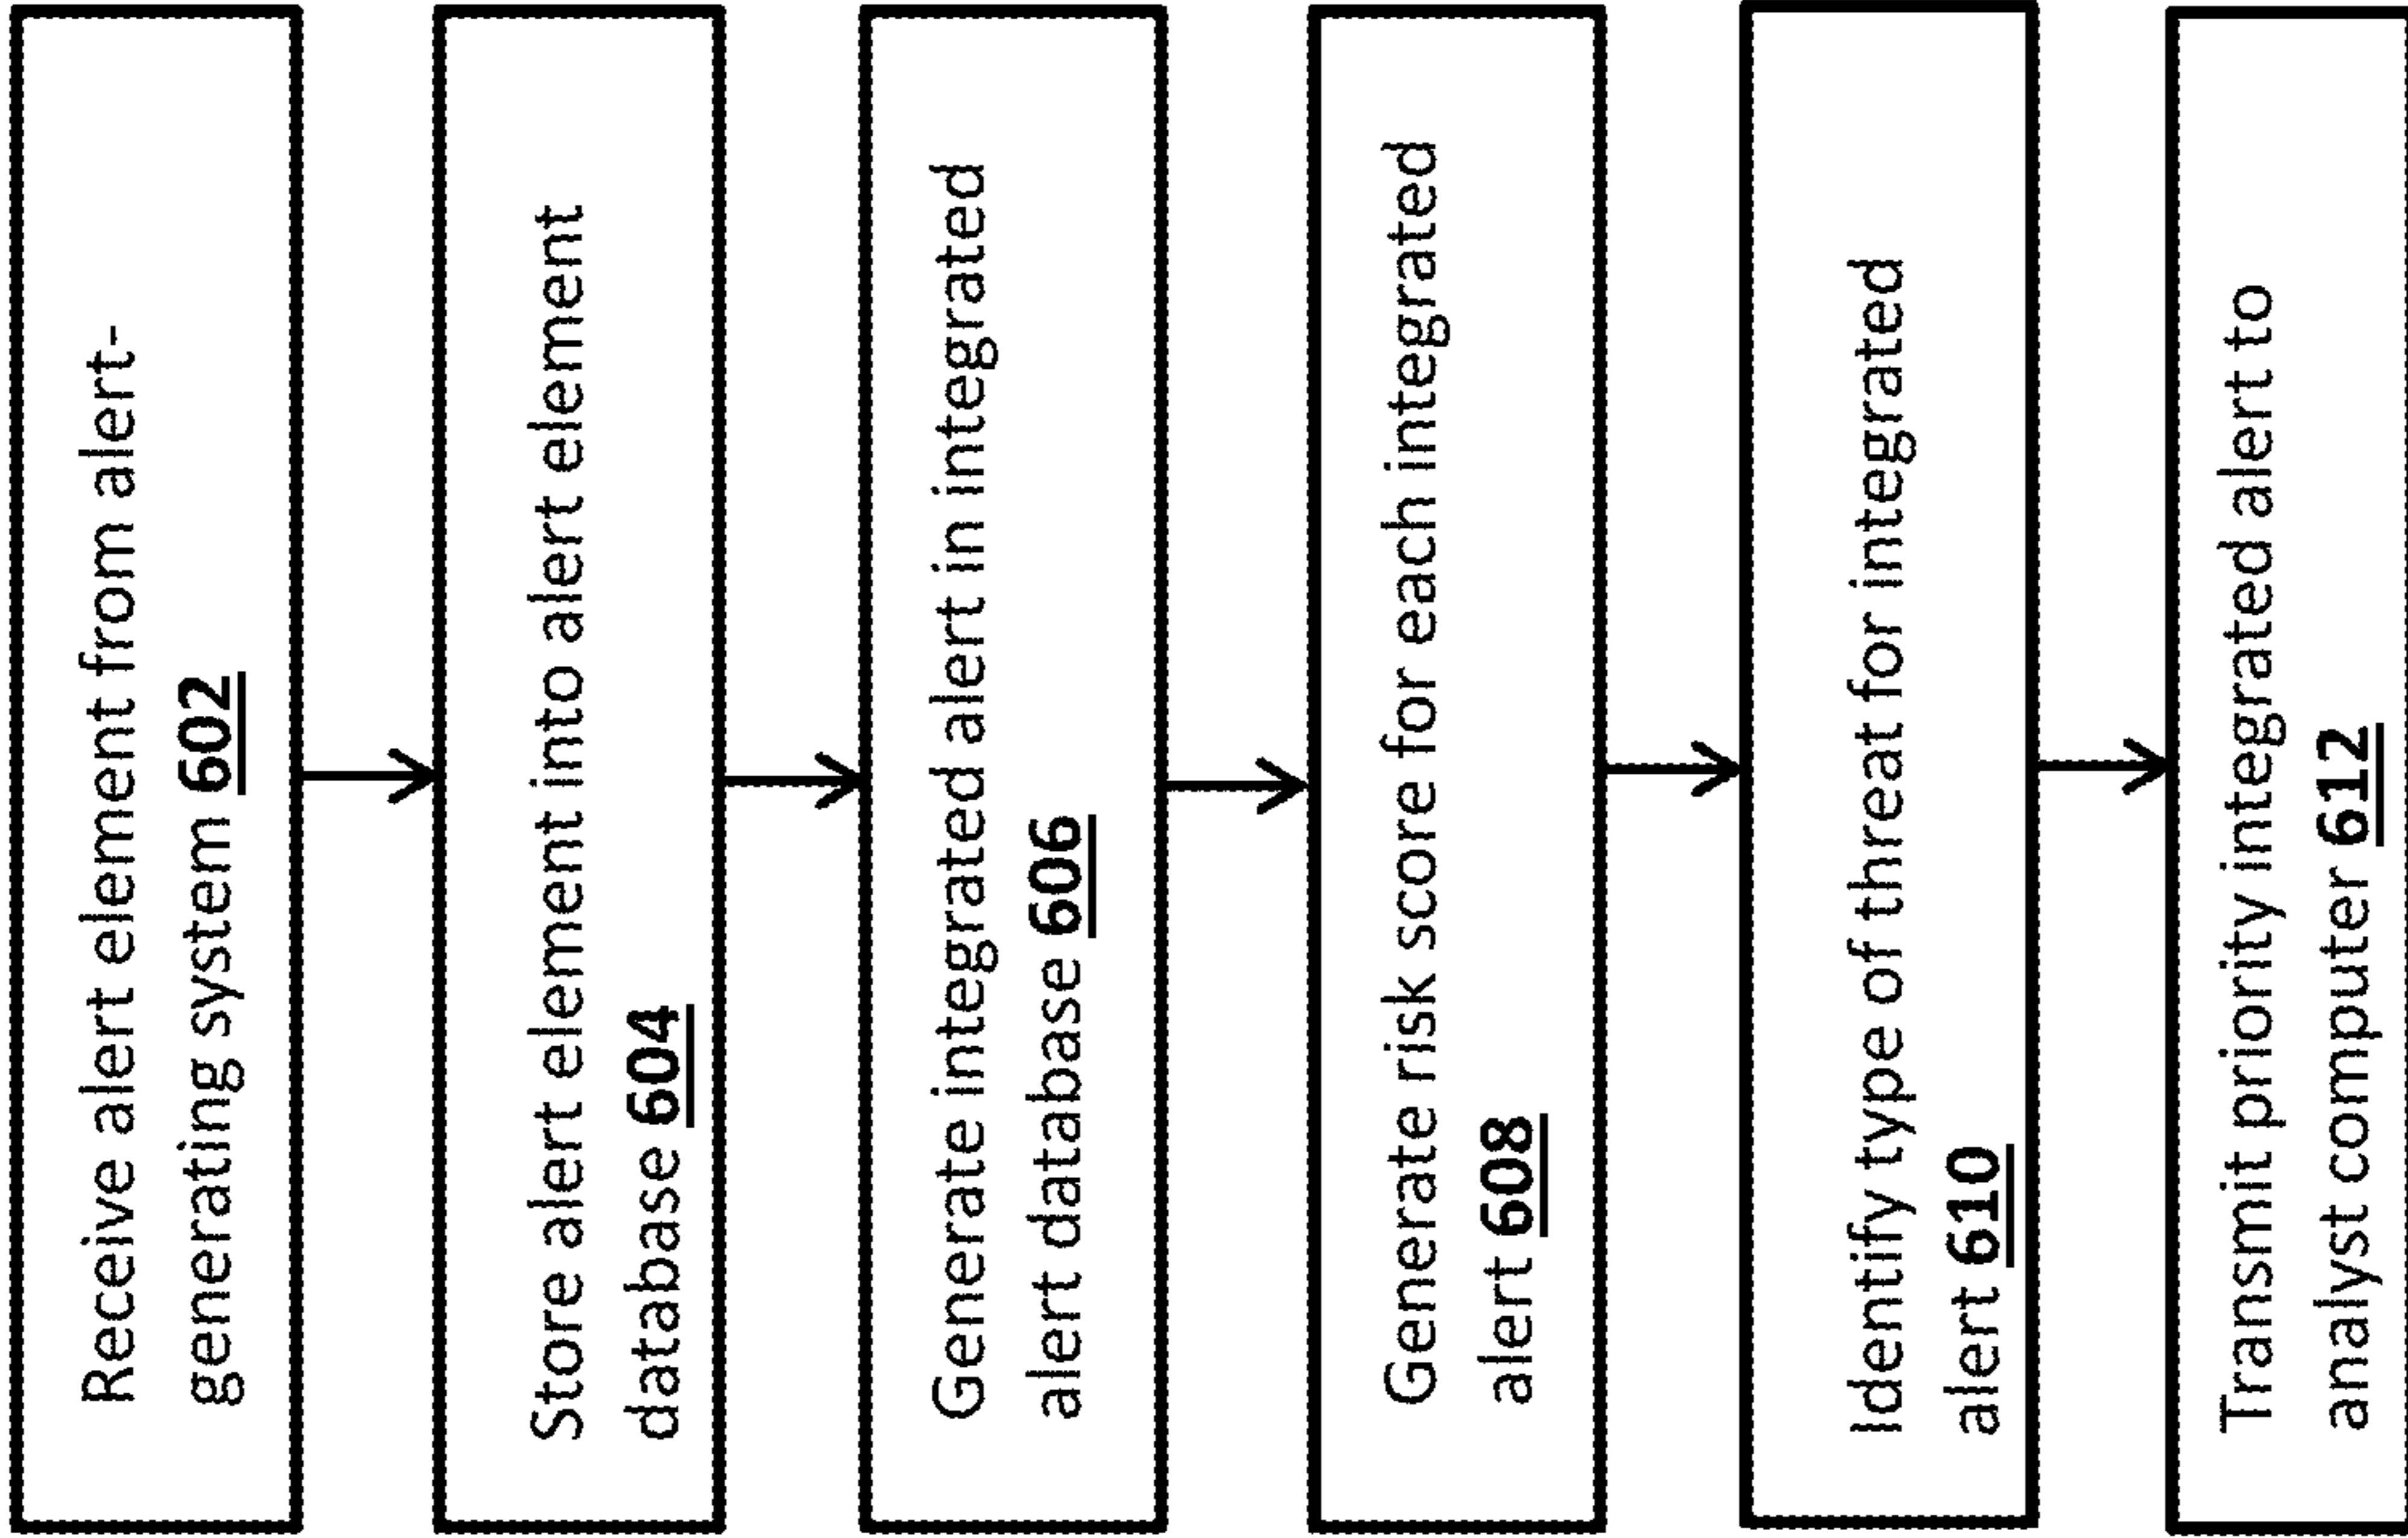 Receive alert element from alert-
generating system 602
Store alert element into alert element
database 604
Generate integrated alert in integrated
alert database 606
Generate risk score for each integrated
alert 608
Identify type of threat for integrated
alert 610
Transmit priority integrated alert to
analyst computer 612